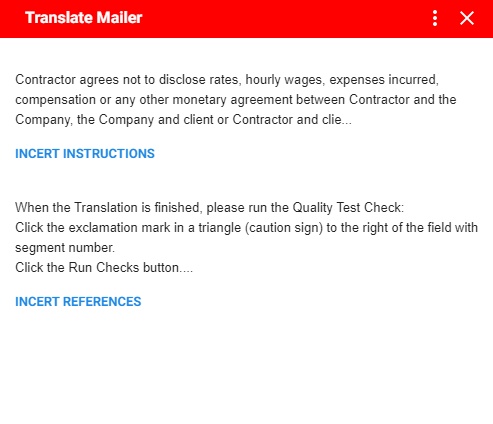 Translate Mailer
Contractor agrees not to disclose rates, hourly wages, expenses incurred,
compensation or any other monetary agreement between Contractor and the
Company, the Company and client or Contractor and clie...
INCERT INSTRUCTIONS
When the Translation is finished, please run the Quality Test Check:
Click the exclamation mark in a triangle (caution sign) to the right of the field with
segment number.
Click the Run Checks button....
INCERT REFERENCES